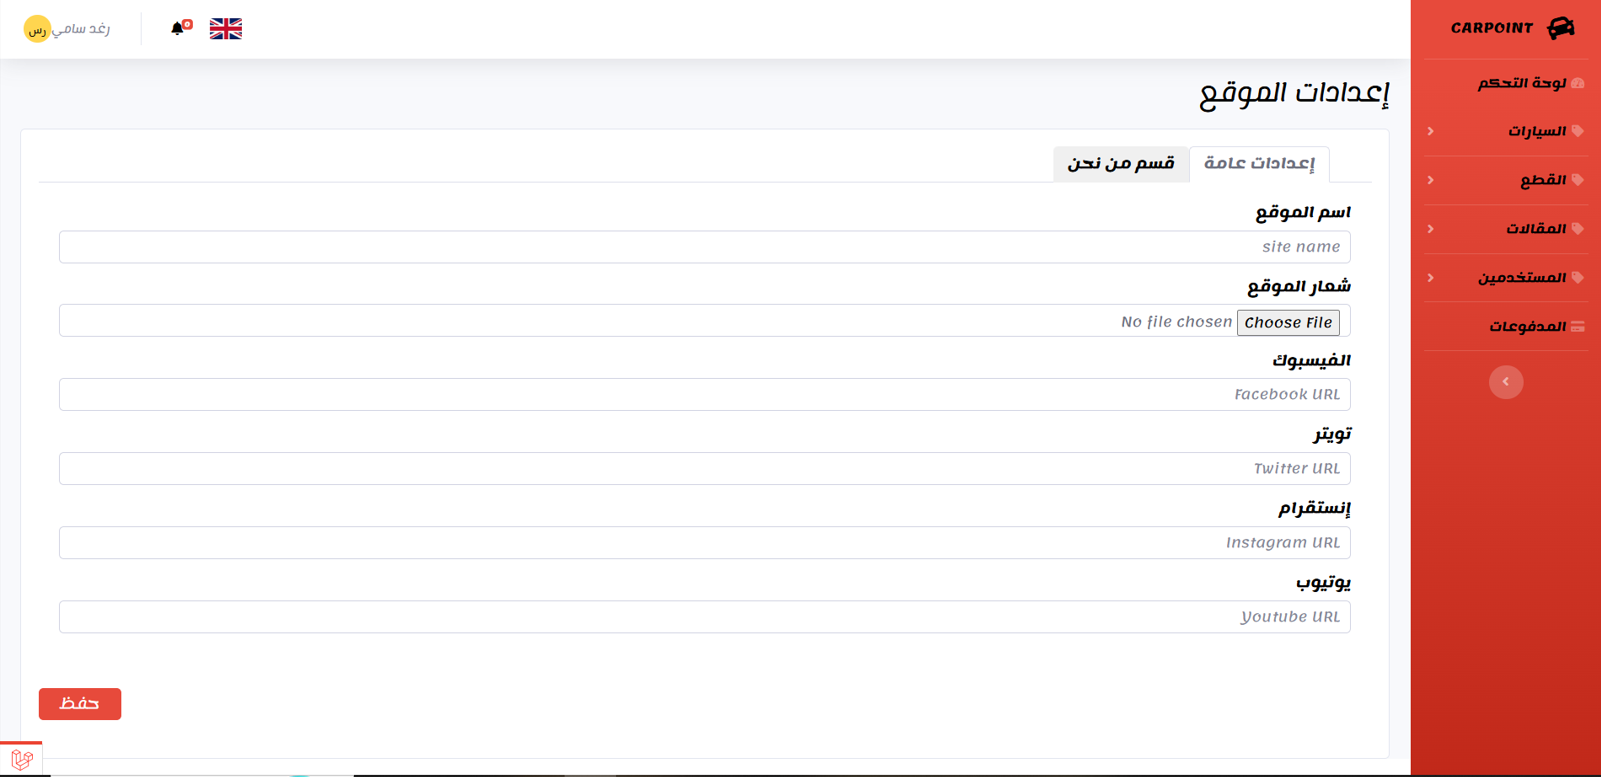 CARPOINT
لوحة التحكم
السيارات
القطع
المقالات
المستخدمين
المدفوعات
0
رغد سامي
رس
إعدادات الموقع
إعدادات عامة
قسم من نحن
اسم الموقع
site name
شعار الموقع
Choose File No file chosen
الفيسبوك
Facebook URL
تويتر
Twitter URL
إنستقرام
Instagram URL
يوتيوب
Youtube URL
حفظ